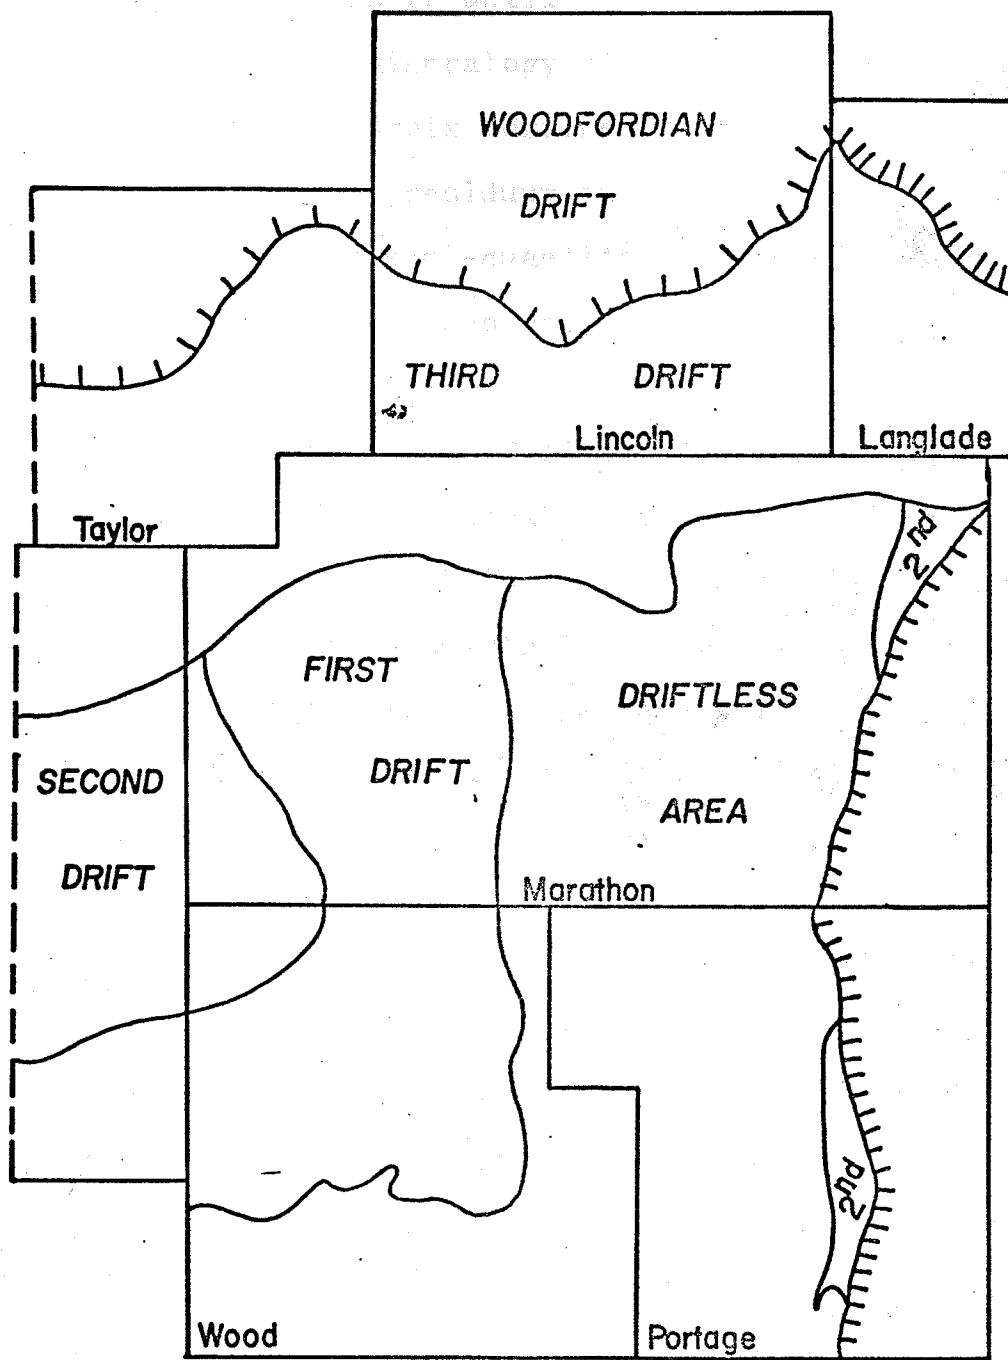 WOODFORDIAN
DRIFT
THIRD DRIFT
Lincoln
Langlade
Taylor
2nd
FIRST
DRIFT
DRIFTLESS
AREA
SECOND
DRIFT
Marathon
2nd
Wood
Portage